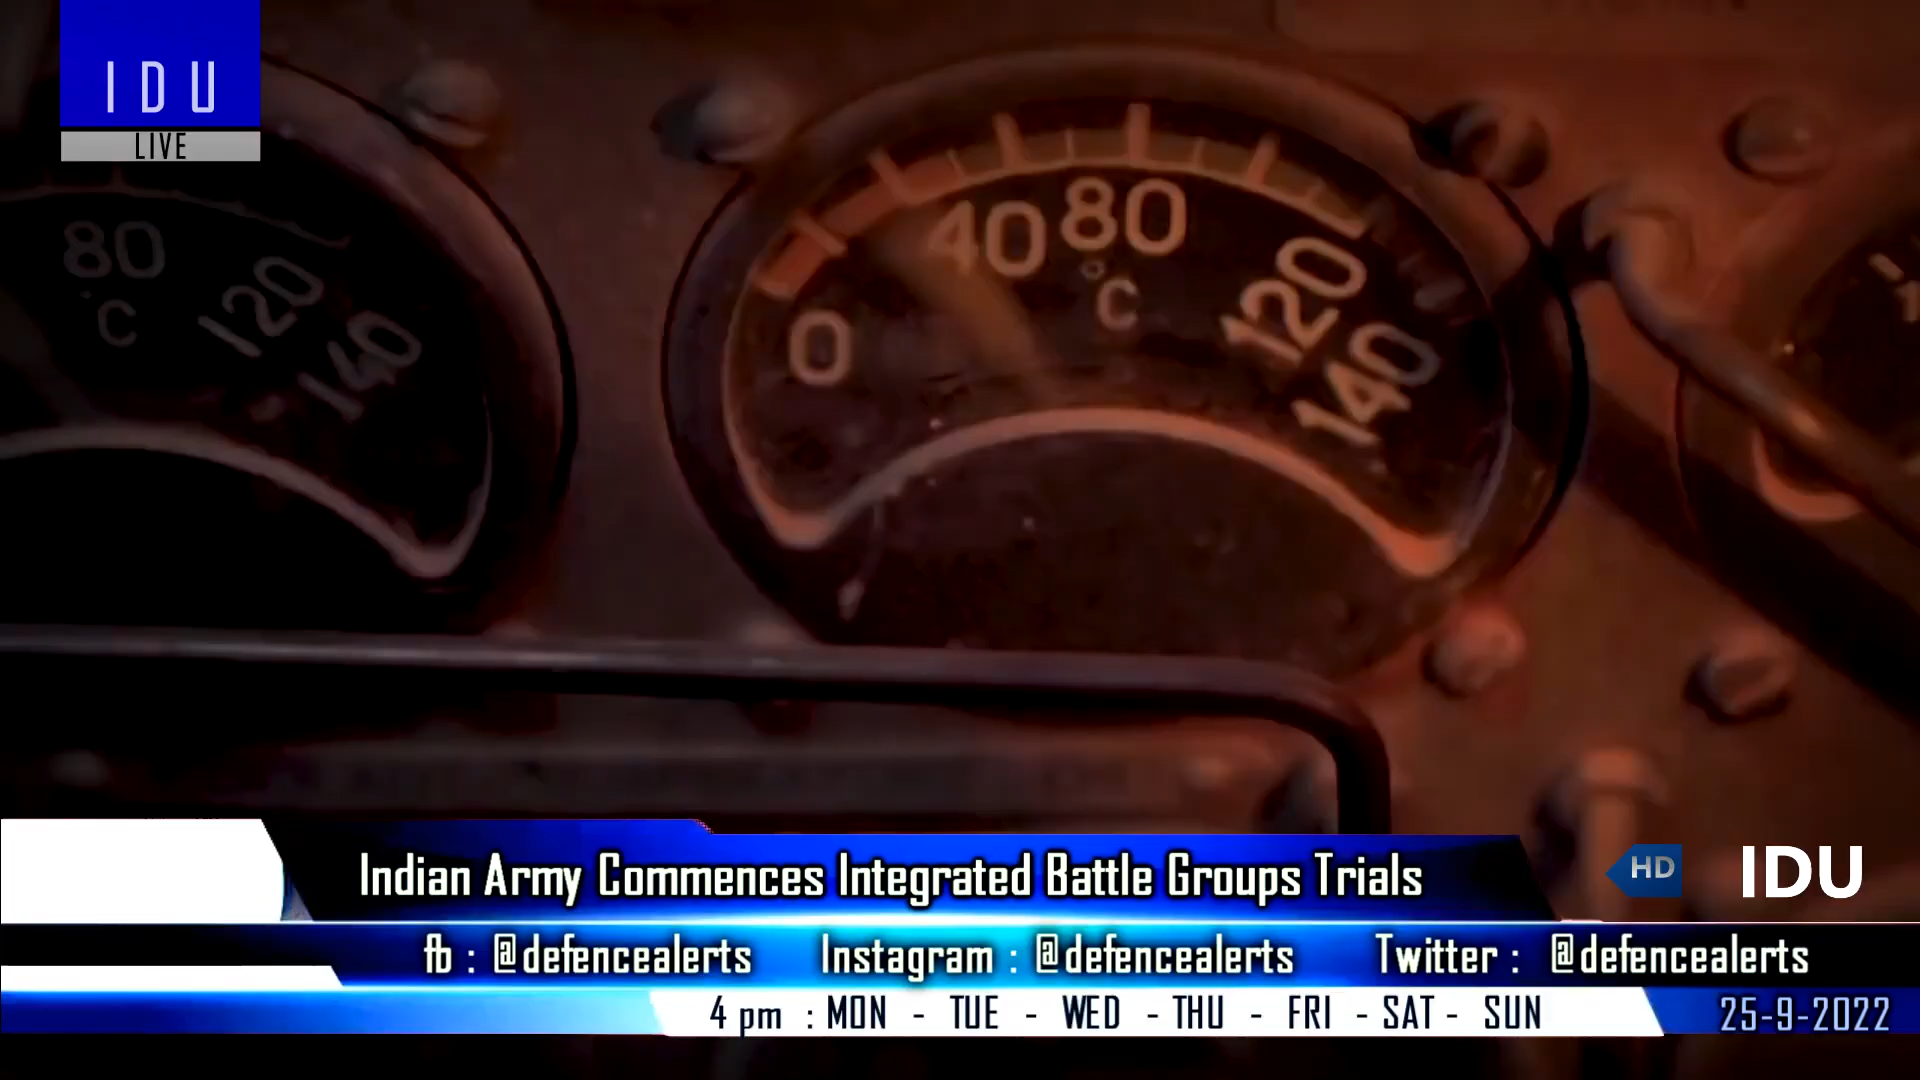 IDU
LIVE
80
°C
120
140
0
40
80
°C
120
140
Indian Army Commences Integrated Battle Groups Trials
HD
IDU
fb : @defencealerts Instagram : @defencealerts Twitter : @defencealerts
4 pm : MON - TUE - WED - THU - FRI - SAT - SUN
25-9-2022